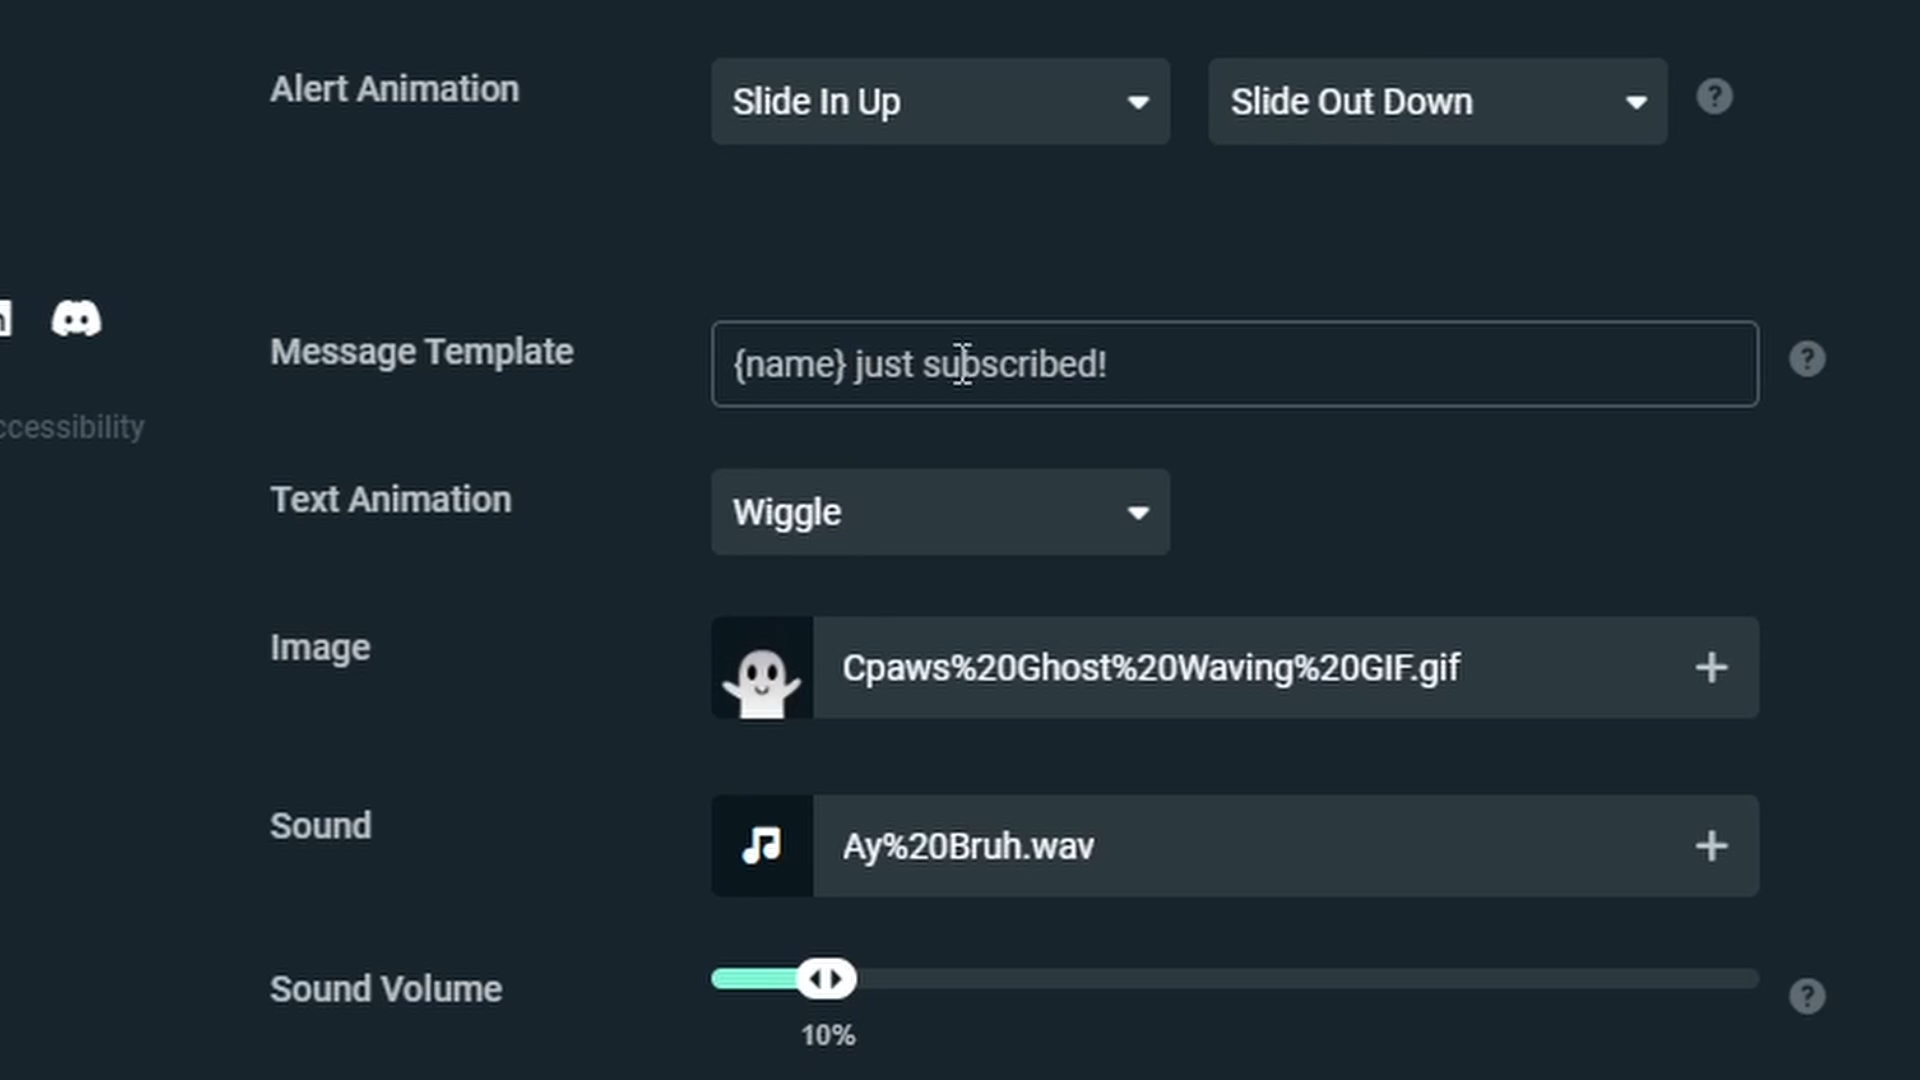 Alert Animation
Slide In Up
Slide Out Down
?
Message Template
{name} just subscribed!
?
ccessibility
Text Animation
Wiggle
Image
Cpaws%20Ghost%20Waving%20GIF.gif
+
Sound
Ay%20Bruh.wav
+
Sound Volume
?
10%